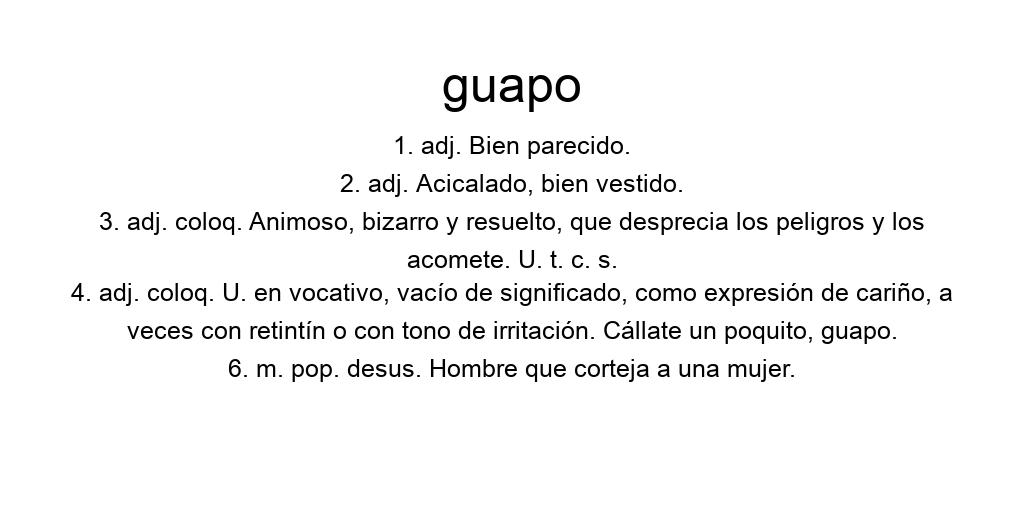 guapo
1. adj. Bien parecido.
2. adj. Acicalado, bien vestido.
3. adj. coloq. Animoso, bizarro y resuelto, que desprecia los peligros y los
acomete. U. t. c. s.
4. adj. coloq. U. en vocativo, vacío de significado, como expresión de cariño, a
veces con retintín o con tono de irritación. Cállate un poquito, guapo.
6. m. pop. desus. Hombre que corteja a una mujer.